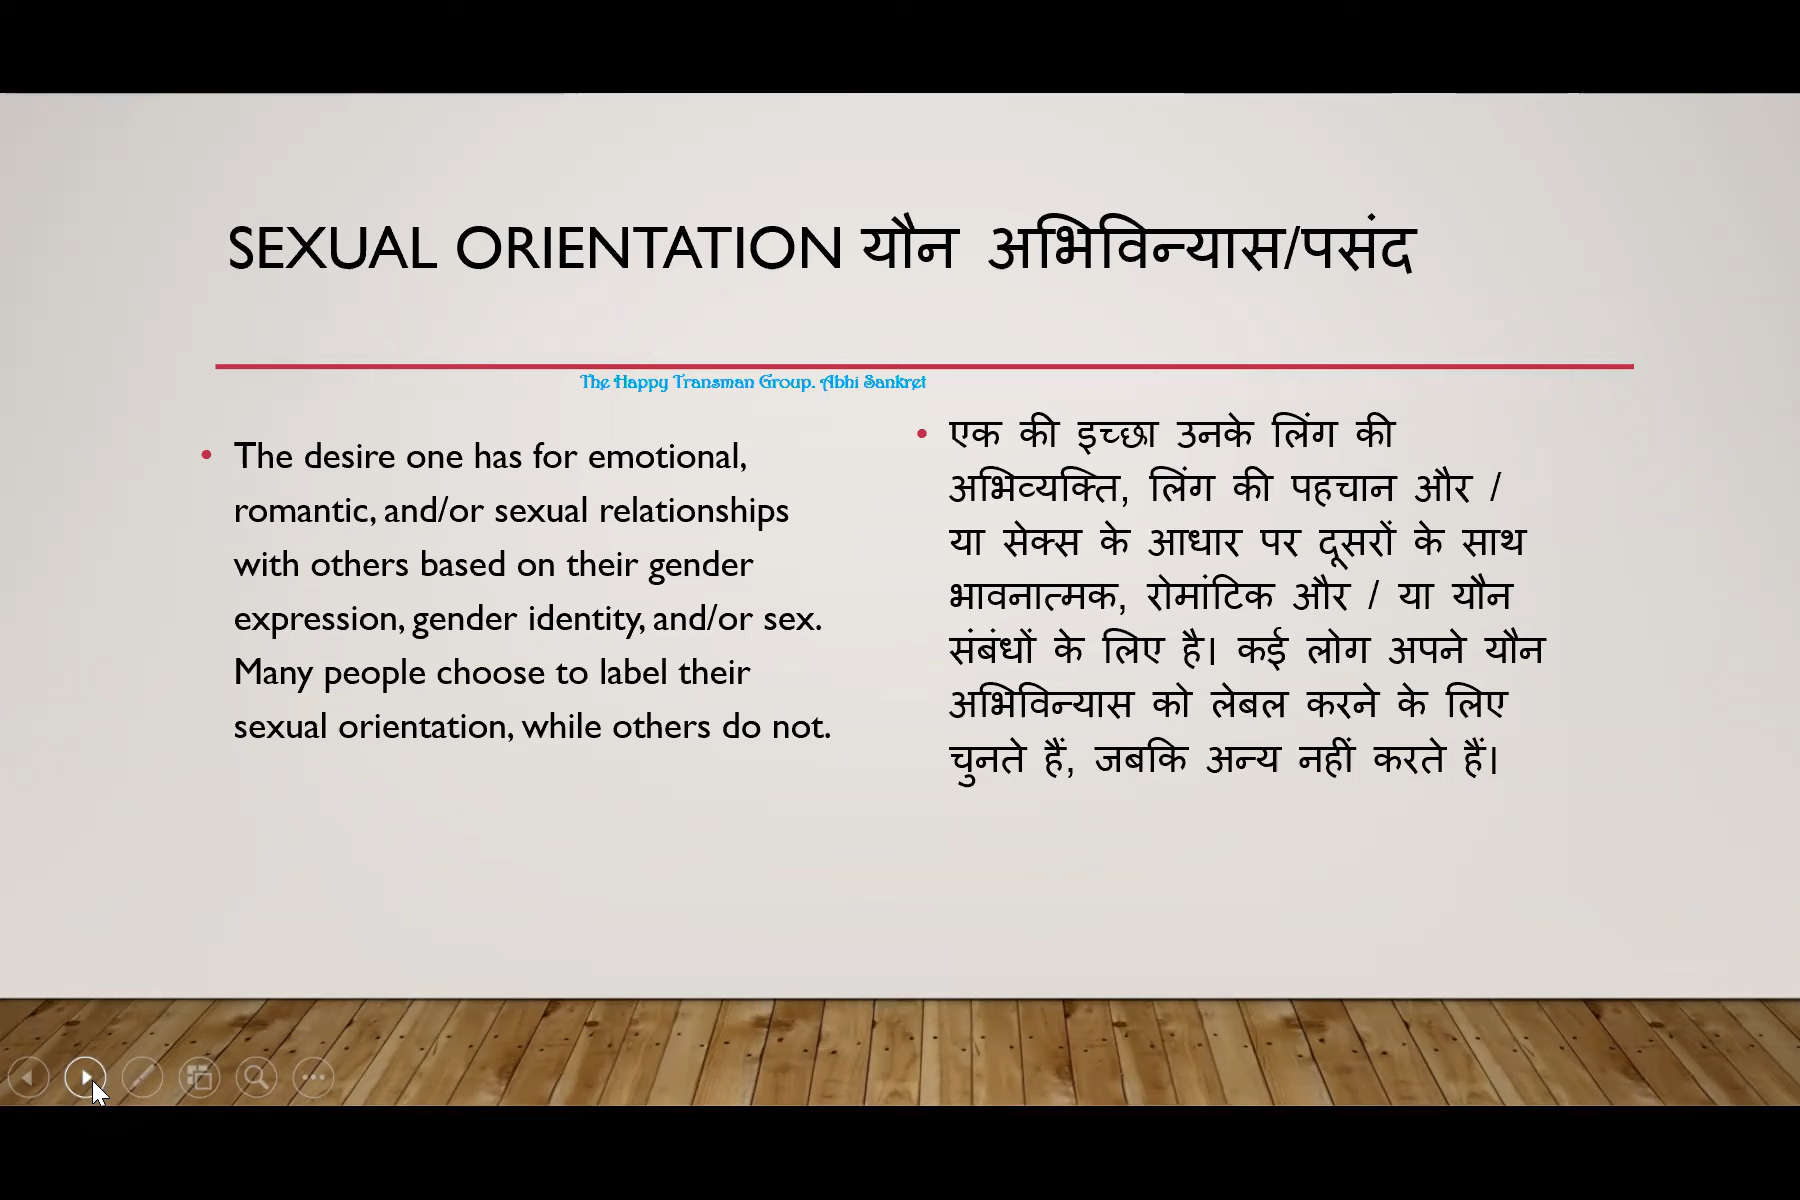 SEXUAL ORIENTATION यौन अभिविन्यास/पसंद
The Happy Transman Group. Abhi Sankret
• The desire one has for emotional,
romantic, and/or sexual relationships
with others based on their gender
expression, gender identity, and/or sex.
Many people choose to label their
sexual orientation, while others do not.
• एक की इच्छा उनके लिंग की
अभिव्यक्ति, लिंग की पहचान और /
या सेक्स के आधार पर दूसरों के साथ
भावनात्मक, रोमांटिक और / या यौन
संबंधों के लिए है। कई लोग अपने यौन
अभिविन्यास को लेबल करने के लिए
चुनते हैं, जबकि अन्य नहीं करते हैं।